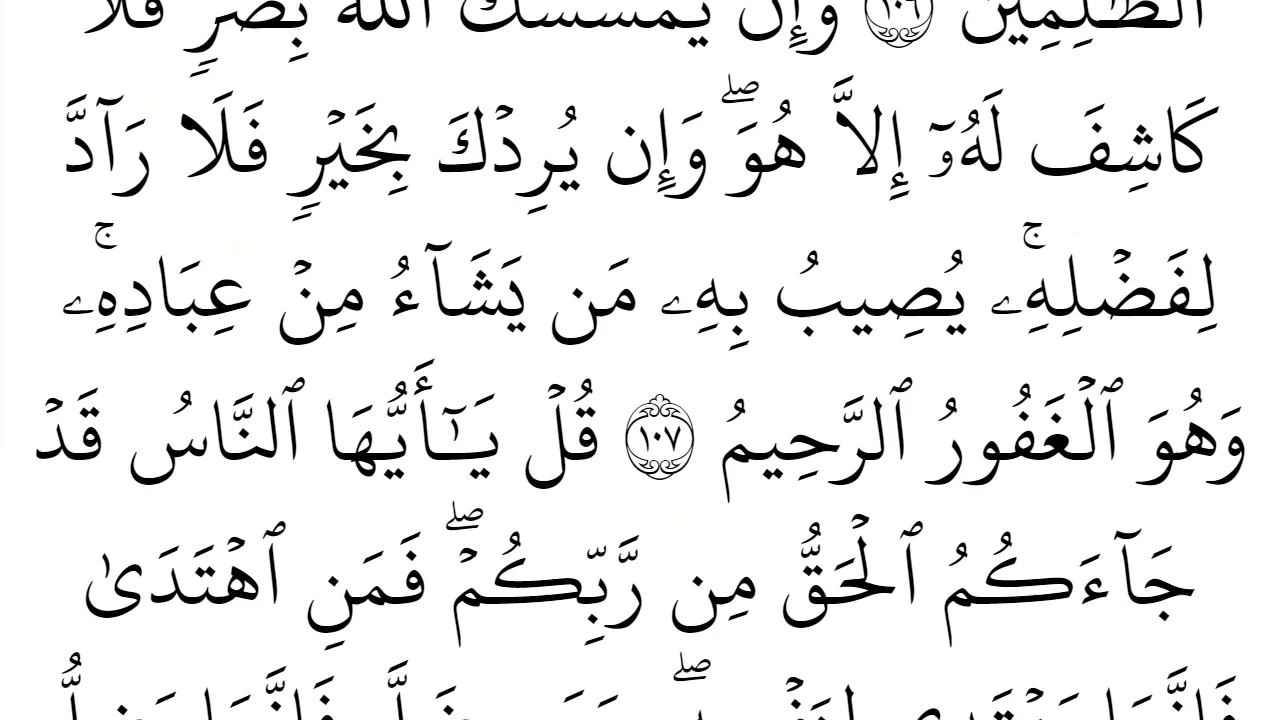 ٱلظَّـٰلِمِينَ ١٠٦ وَإِن يَمْسَسْكَ ٱللَّهُ بِضُرٍّ فَلَا
كَاشِفَ لَهُۥٓ إِلَّا هُوَ ۖ وَإِن يُرِدْكَ بِخَيْرٍ فَلَا رَآدَّ
لِفَضْلِهِۦ ۚ يُصِيبُ بِهِۦ مَن يَشَآءُ مِنْ عِبَادِهِۦ ۚ
وَهُوَ ٱلْغَفُورُ ٱلرَّحِيمُ ١٠٧ قُلْ يَـٰٓأَيُّهَا ٱلنَّاسُ قَدْ
جَآءَكُمُ ٱلْحَقُّ مِن رَّبِّكُمْ ۖ فَمَنِ ٱهْتَدَىٰ
فَإِنَّمَا يَهْتَدِى لِنَفْسِهِۦ ۖ وَمَن ضَلَّ فَإِنَّمَا يَضِلُّ